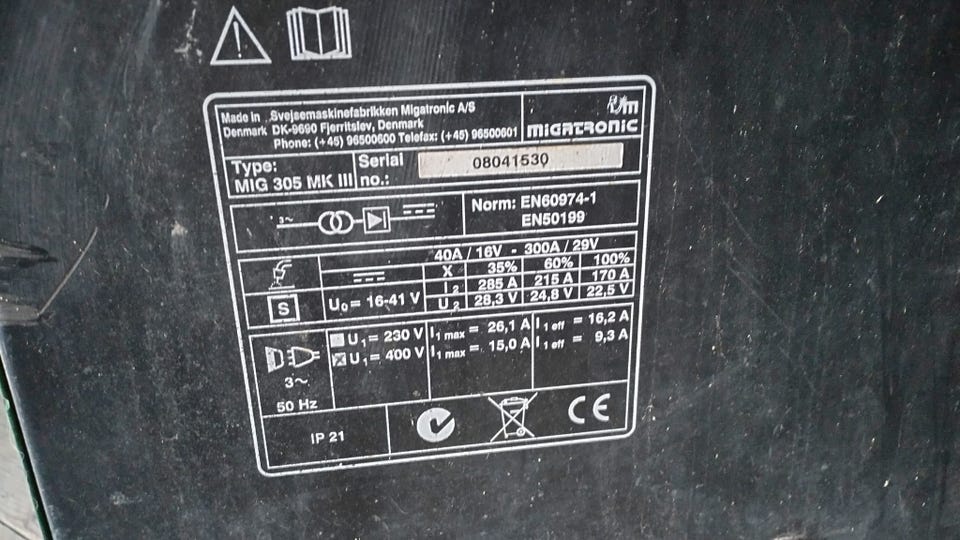 Made in Svejsemaskinefabrikken Migatronic A/S
Denmark DK-9690 Fjerritslev, Denmark
Phone: (+45) 96500600 Telefax: (+45) 96500601
MIGATRONIC
Type:
MIG 305 MK III
Serial
no.:
08041530
3~
Norm: EN60974-1
EN50199
40A / 16V - 300A / 29V
X 35% 60% 100%
I2 285 A 215 A 170 A
U2 28,3 V 24,8 V 22,5 V
S
U0= 16-41 V
U1= 230 V I1 max = 26,1 A I1 eff = 16,2 A
U1= 400 V I1 max = 15,0 A I1 eff = 9,3 A
3~
50 Hz
IP 21
CE